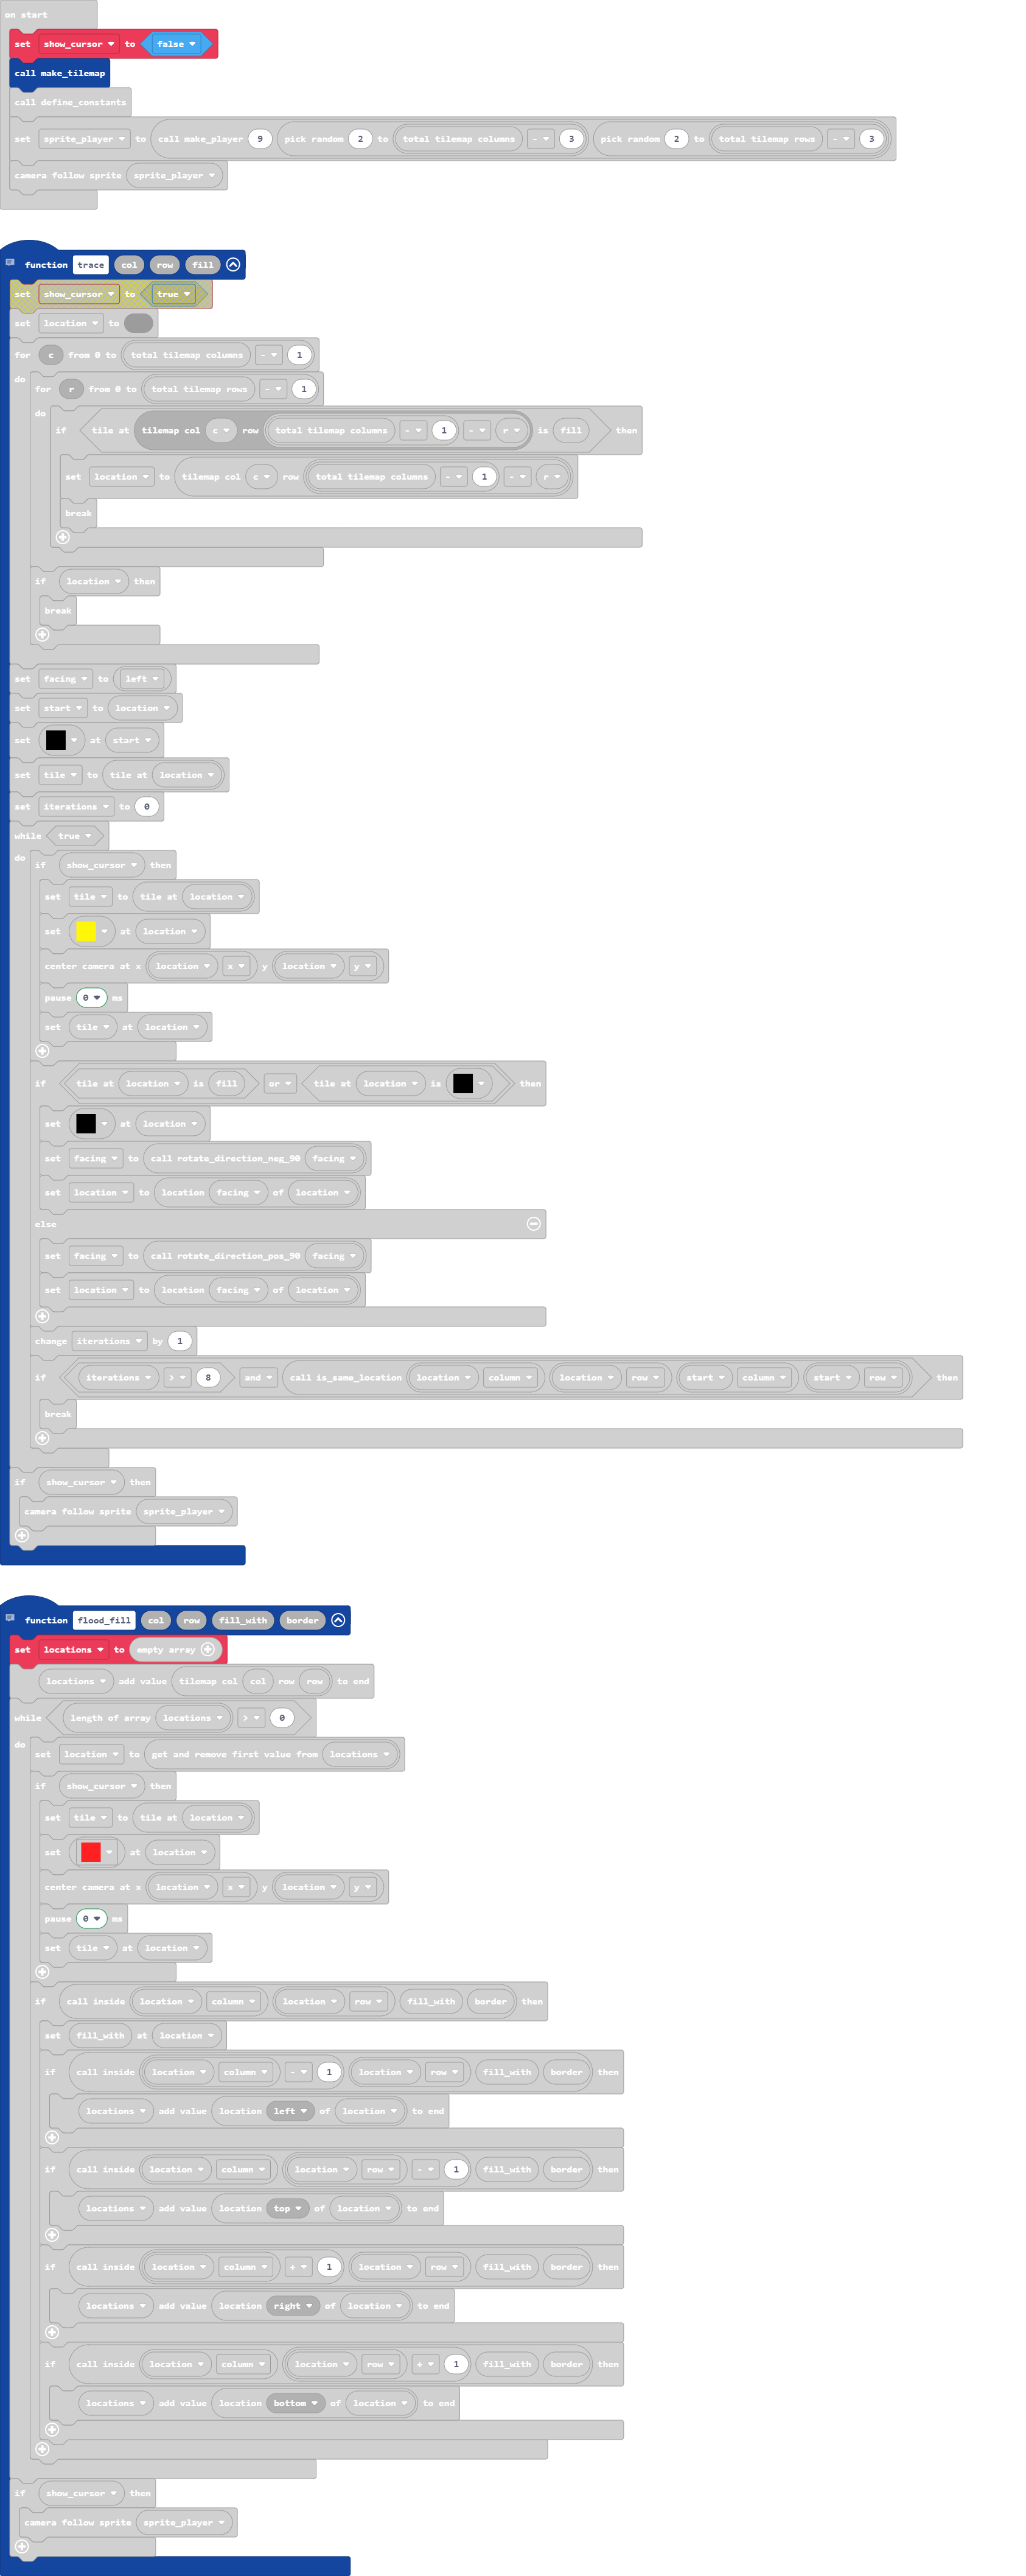 on start
set show_cursor to false
call make_tilemap
call define_constants
set sprite_player to call make_player 9 pick random 2 to total tilemap columns - 3 pick random 2 to total tilemap rows - 3
camera follow sprite sprite_player
function trace col row fill
set show_cursor to true
set location to
for c from 0 to total tilemap columns - 1
do
for r from 0 to total tilemap rows - 1
do
if tile at tilemap col c row total tilemap columns - 1 - r is fill then
set location to tilemap col c row total tilemap columns - 1 - r
break
if location then
break
set facing to left
set start to location
set at start
set tile to tile at location
set iterations to 0
while true
do
if show_cursor then
set tile to tile at location
set at location
center camera at x location x y location y
pause 0 ms
set tile at location
if tile at location is fill or tile at location is then
set at location
set facing to call rotate_direction_neg_90 facing
set location to location facing of location
else
set facing to call rotate_direction_pos_90 facing
set location to location facing of location
change iterations by 1
if iterations > 8 and call is_same_location location column location row start column start row then
break
if show_cursor then
camera follow sprite sprite_player
function flood_fill col row fill_with border
set locations to empty array
locations add value tilemap col col row row to end
while length of array locations > 0
do
set location to get and remove first value from locations
if show_cursor then
set tile to tile at location
set at location
center camera at x location x y location y
pause 0 ms
set tile at location
if call inside location column location row fill_with border then
set fill_with at location
if call inside location column - 1 location row fill_with border then
locations add value location left of location to end
if call inside location column location row - 1 fill_with border then
locations add value location top of location to end
if call inside location column + 1 location row fill_with border then
locations add value location right of location to end
if call inside location column location row + 1 fill_with border then
locations add value location bottom of location to end
if show_cursor then
camera follow sprite sprite_player